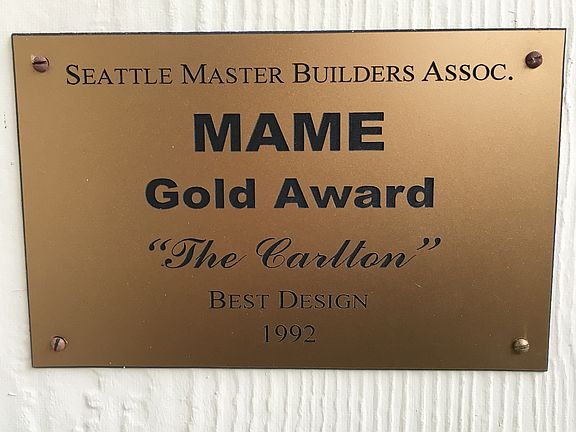 SEATTLE MASTER BUILDERS ASSOC.
MAME
Gold Award
“The Carlton”
BEST DESIGN
1992